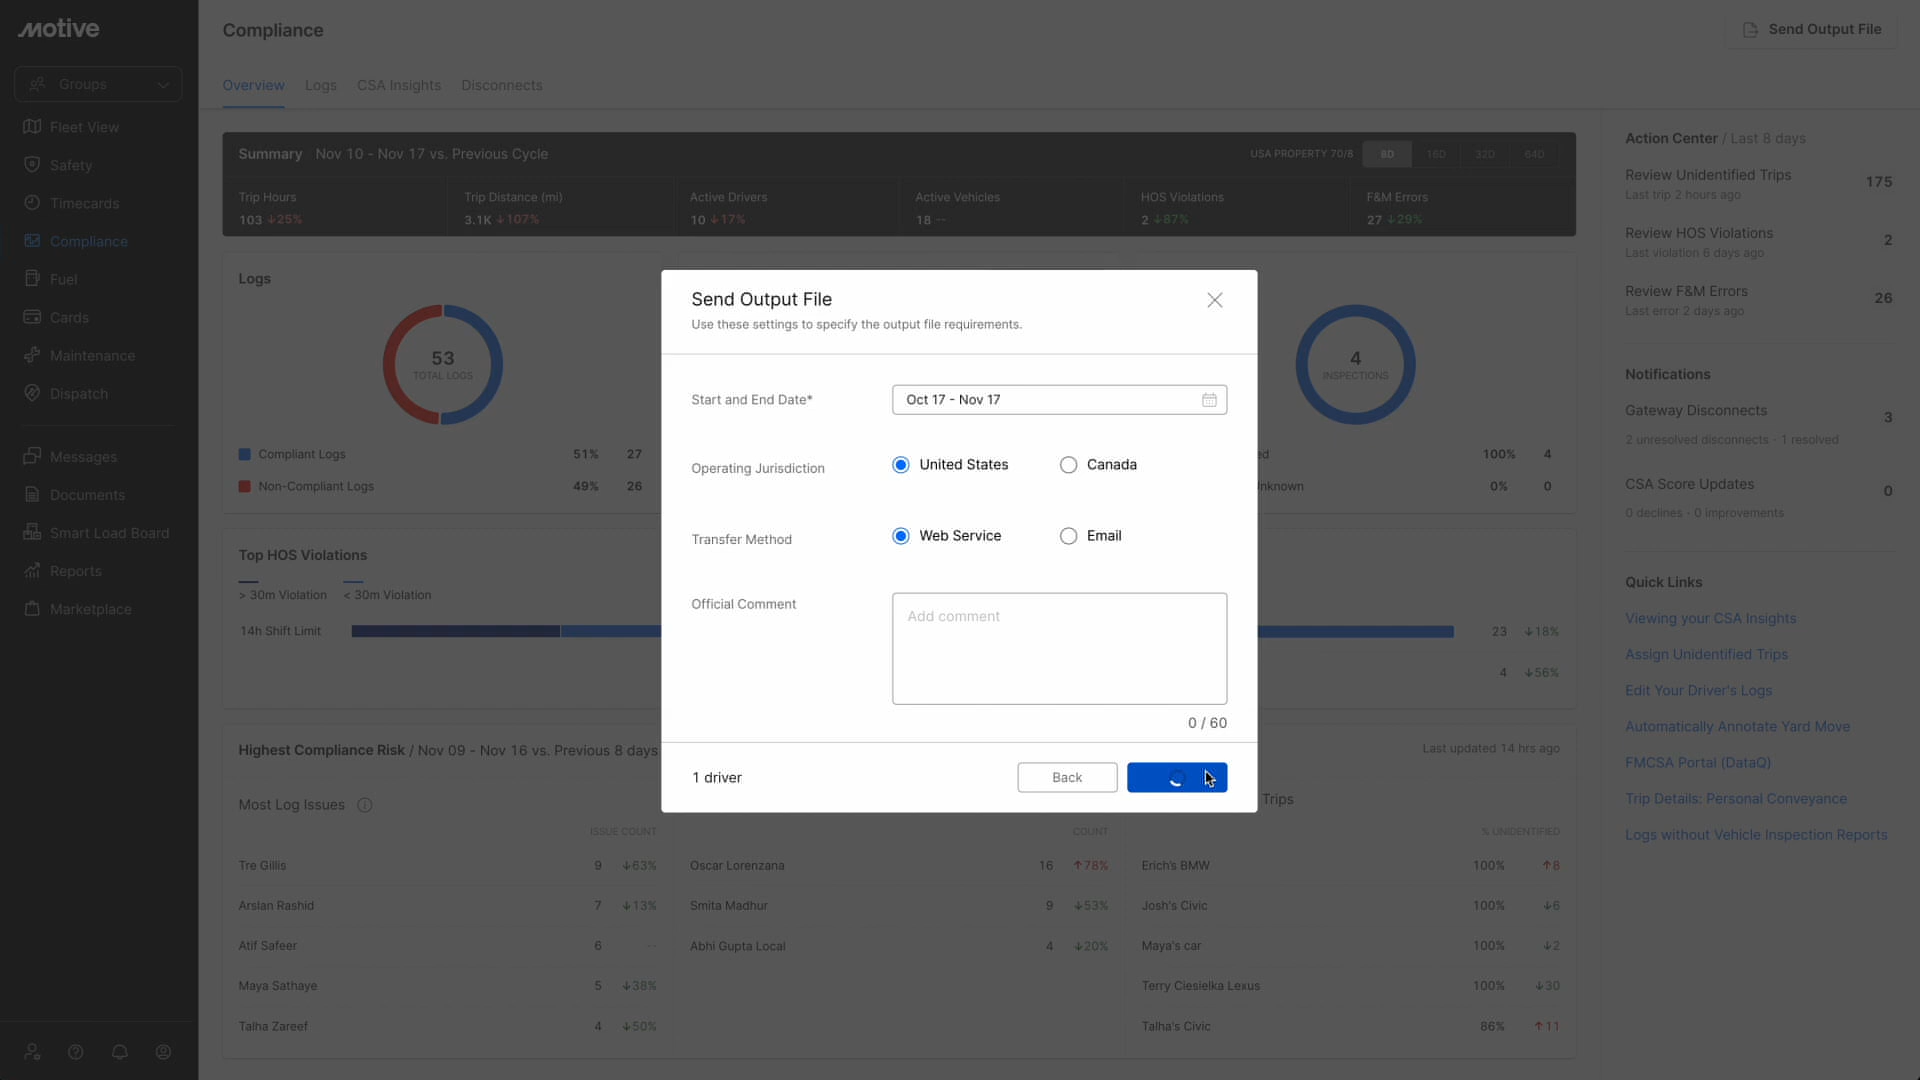 motive
Groups
Fleet View
Safety
Timecards
Compliance
Fuel
Cards
Maintenance
Dispatch
Messages
Documents
Smart Load Board
Reports
Marketplace
Compliance
Send Output File
Overview Logs CSA Insights Disconnects
Summary Nov 10 - Nov 17 vs. Previous Cycle
USA PROPERTY 70/8 8D 16D 32D 64D
Trip Hours
103 ↓25%
Trip Distance (mi)
3.1K ↓107%
Active Drivers
10 ↓17%
Active Vehicles
18 --
HOS Violations
2 ↓87%
F&M Errors
27 ↓29%
Logs
53
TOTAL LOGS
Compliant Logs 51% 27
Non-Compliant Logs 49% 26
4
INSPECTIONS
ed 100% 4
Unknown 0% 0
Top HOS Violations
> 30m Violation < 30m Violation
14h Shift Limit
23 ↓18%
4 ↓56%
Send Output File
Use these settings to specify the output file requirements.
Start and End Date* Oct 17 - Nov 17
Operating Jurisdiction United States Canada
Transfer Method Web Service Email
Official Comment Add comment
0 / 60
1 driver Back
Highest Compliance Risk / Nov 09 - Nov 16 vs. Previous 8 days
Last updated 14 hrs ago
Most Log Issues
ISSUE COUNT
Tre Gillis 9 ↓63%
Arslan Rashid 7 ↓13%
Atif Safeer 6 --
Maya Sathaye 5 ↓38%
Talha Zareef 4 ↓50%
COUNT
Oscar Lorenzana 16 ↑78%
Smita Madhur 9 ↓53%
Abhi Gupta Local 4 ↓20%
Trips
% UNIDENTIFIED
Erich's BMW 100% ↑8
Josh's Civic 100% ↓6
Maya's car 100% ↓2
Terry Ciesielka Lexus 100% ↓30
Talha's Civic 86% ↑11
Action Center / Last 8 days
Review Unidentified Trips 175
Last trip 2 hours ago
Review HOS Violations 2
Last violation 6 days ago
Review F&M Errors 26
Last error 2 days ago
Notifications
Gateway Disconnects 3
2 unresolved disconnects - 1 resolved
CSA Score Updates 0
0 declines - 0 improvements
Quick Links
Viewing your CSA Insights
Assign Unidentified Trips
Edit Your Driver's Logs
Automatically Annotate Yard Move
FMCSA Portal (DataQ)
Trip Details: Personal Conveyance
Logs without Vehicle Inspection Reports